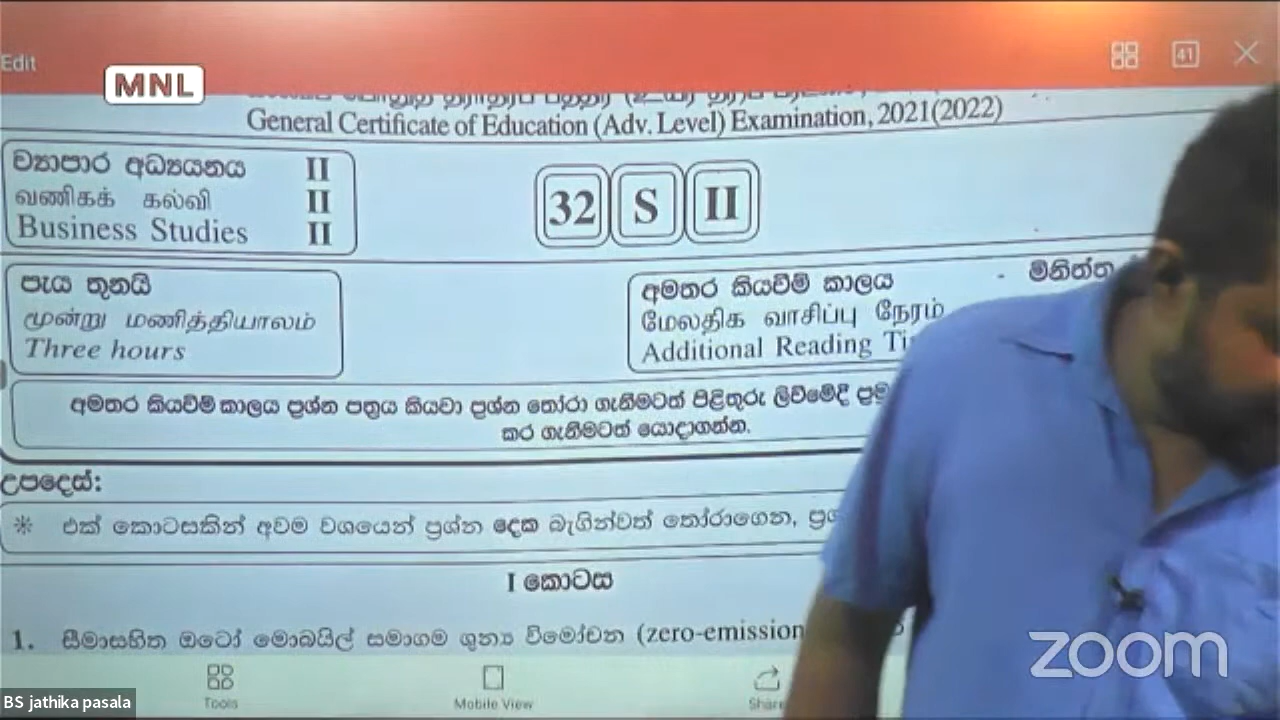 Edit
41
MNL
General Certificate of Education (Adv. Level) Examination, 2021(2022)
ව්‍යාපාර අධ්‍යයනය II
வணிகக் கல்வி II
Business Studies II
32 S II
පැය තුනයි
மூன்று மணித்தியாலம்
Three hours
අමතර කියවීම් කාලය - මිනිත්තු
மேலதிக வாசிப்பு நேரம்
Additional Reading
අමතර කියවීම් කාලය ප්‍රශ්න පත්‍රය කියවා ප්‍රශ්න තෝරා ගැනීමටත් පිළිතුරු ලිවීමේදී
කර ගැනීමටත් යොදාගන්න.
උපදෙස්:
* එක් කොටසකින් අවම වශයෙන් ප්‍රශ්න දෙක බැගින්වත් තෝරාගෙන,
I කොටස
1. සීමාසහිත ඔටෝ මොබයිල් සමාගම ශුන්‍ය විමෝචන (zero-emission
Tools
Mobile View
Share
zoom
BS jathika pasala